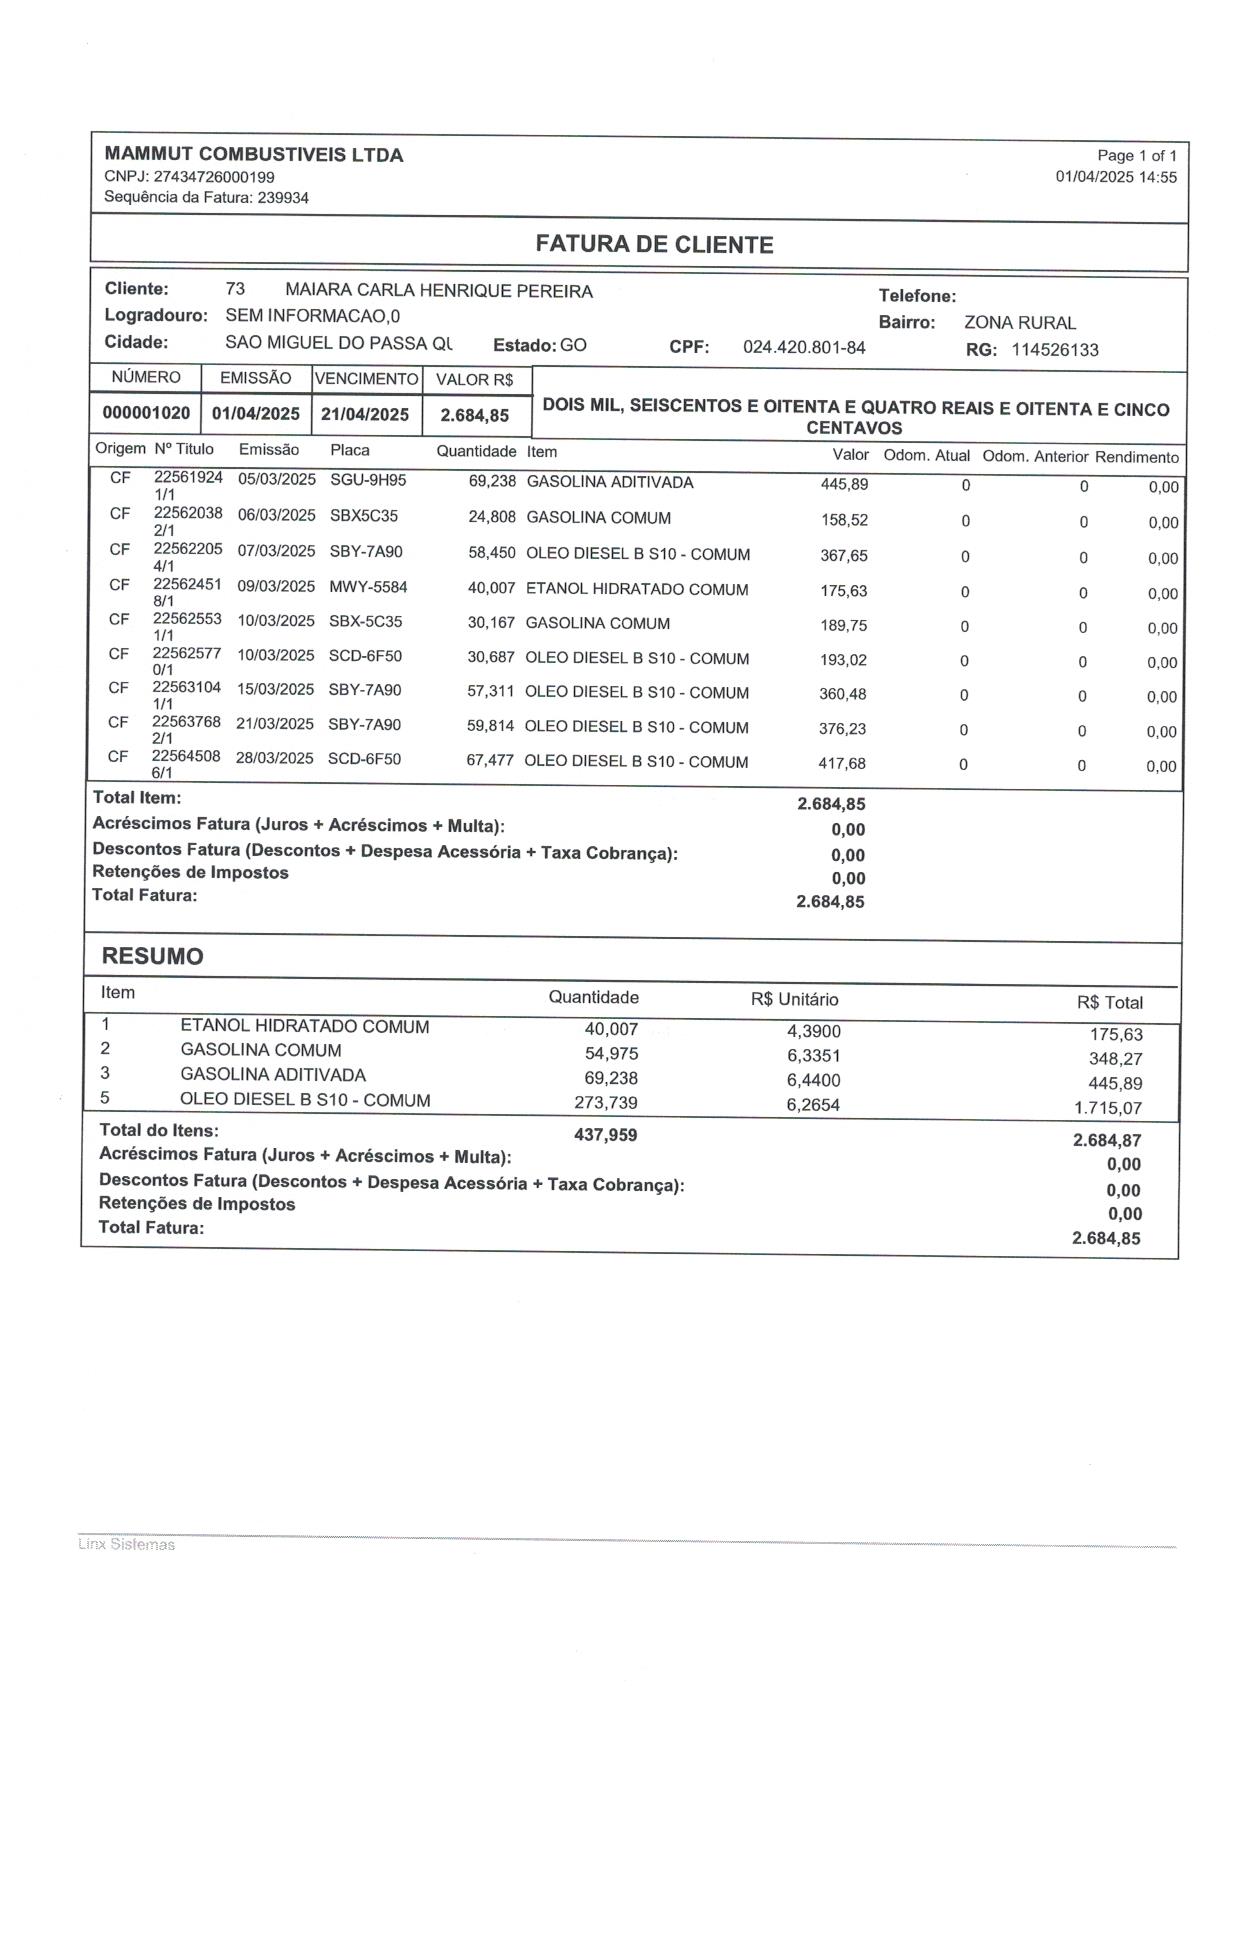 MAMMUT COMBUSTIVEIS LTDA
Page 1 of 1
CNPJ: 27434726000199
01/04/2025 14:55
Sequência da Fatura: 239934
FATURA DE CLIENTE
Cliente: 73 MAIARA CARLA HENRIQUE PEREIRA
Telefone:
Logradouro: SEM INFORMACAO,0
Bairro: ZONA RURAL
Cidade: SAO MIGUEL DO PASSA QU Estado: GO CPF: 024.420.801-84 RG: 114526133
NÚMERO EMISSÃO VENCIMENTO VALOR R$
000001020 01/04/2025 21/04/2025 2.684,85
DOIS MIL, SEISCENTOS E OITENTA E QUATRO REAIS E OITENTA E CINCO
CENTAVOS
Origem Nº Titulo Emissão Placa Quantidade Item Valor Odom. Atual Odom. Anterior Rendimento
CF 22561924 05/03/2025 SGU-9H95 69,238 GASOLINA ADITIVADA 445,89 0 0 0,00
1/1
CF 22562038 06/03/2025 SBX5C35 24,808 GASOLINA COMUM 158,52 0 0 0,00
2/1
CF 22562205 07/03/2025 SBY-7A90 58,450 OLEO DIESEL B S10 - COMUM 367,65 0 0 0,00
4/1
CF 22562451 09/03/2025 MWY-5584 40,007 ETANOL HIDRATADO COMUM 175,63 0 0 0,00
8/1
CF 22562553 10/03/2025 SBX-5C35 30,167 GASOLINA COMUM 189,75 0 0 0,00
1/1
CF 22562577 10/03/2025 SCD-6F50 30,687 OLEO DIESEL B S10 - COMUM 193,02 0 0 0,00
0/1
CF 22563104 15/03/2025 SBY-7A90 57,311 OLEO DIESEL B S10 - COMUM 360,48 0 0 0,00
1/1
CF 22563768 21/03/2025 SBY-7A90 59,814 OLEO DIESEL B S10 - COMUM 376,23 0 0 0,00
2/1
CF 22564508 28/03/2025 SCD-6F50 67,477 OLEO DIESEL B S10 - COMUM 417,68 0 0 0,00
6/1
Total Item: 2.684,85
Acréscimos Fatura (Juros + Acréscimos + Multa): 0,00
Descontos Fatura (Descontos + Despesa Acessória + Taxa Cobrança): 0,00
Retenções de Impostos 0,00
Total Fatura: 2.684,85
RESUMO
Item Quantidade R$ Unitário R$ Total
1 ETANOL HIDRATADO COMUM 40,007 4,3900 175,63
2 GASOLINA COMUM 54,975 6,3351 348,27
3 GASOLINA ADITIVADA 69,238 6,4400 445,89
5 OLEO DIESEL B S10 - COMUM 273,739 6,2654 1.715,07
Total do Itens: 437,959 2.684,87
Acréscimos Fatura (Juros + Acréscimos + Multa): 0,00
Descontos Fatura (Descontos + Despesa Acessória + Taxa Cobrança): 0,00
Retenções de Impostos 0,00
Total Fatura: 2.684,85
Linx Sistemas